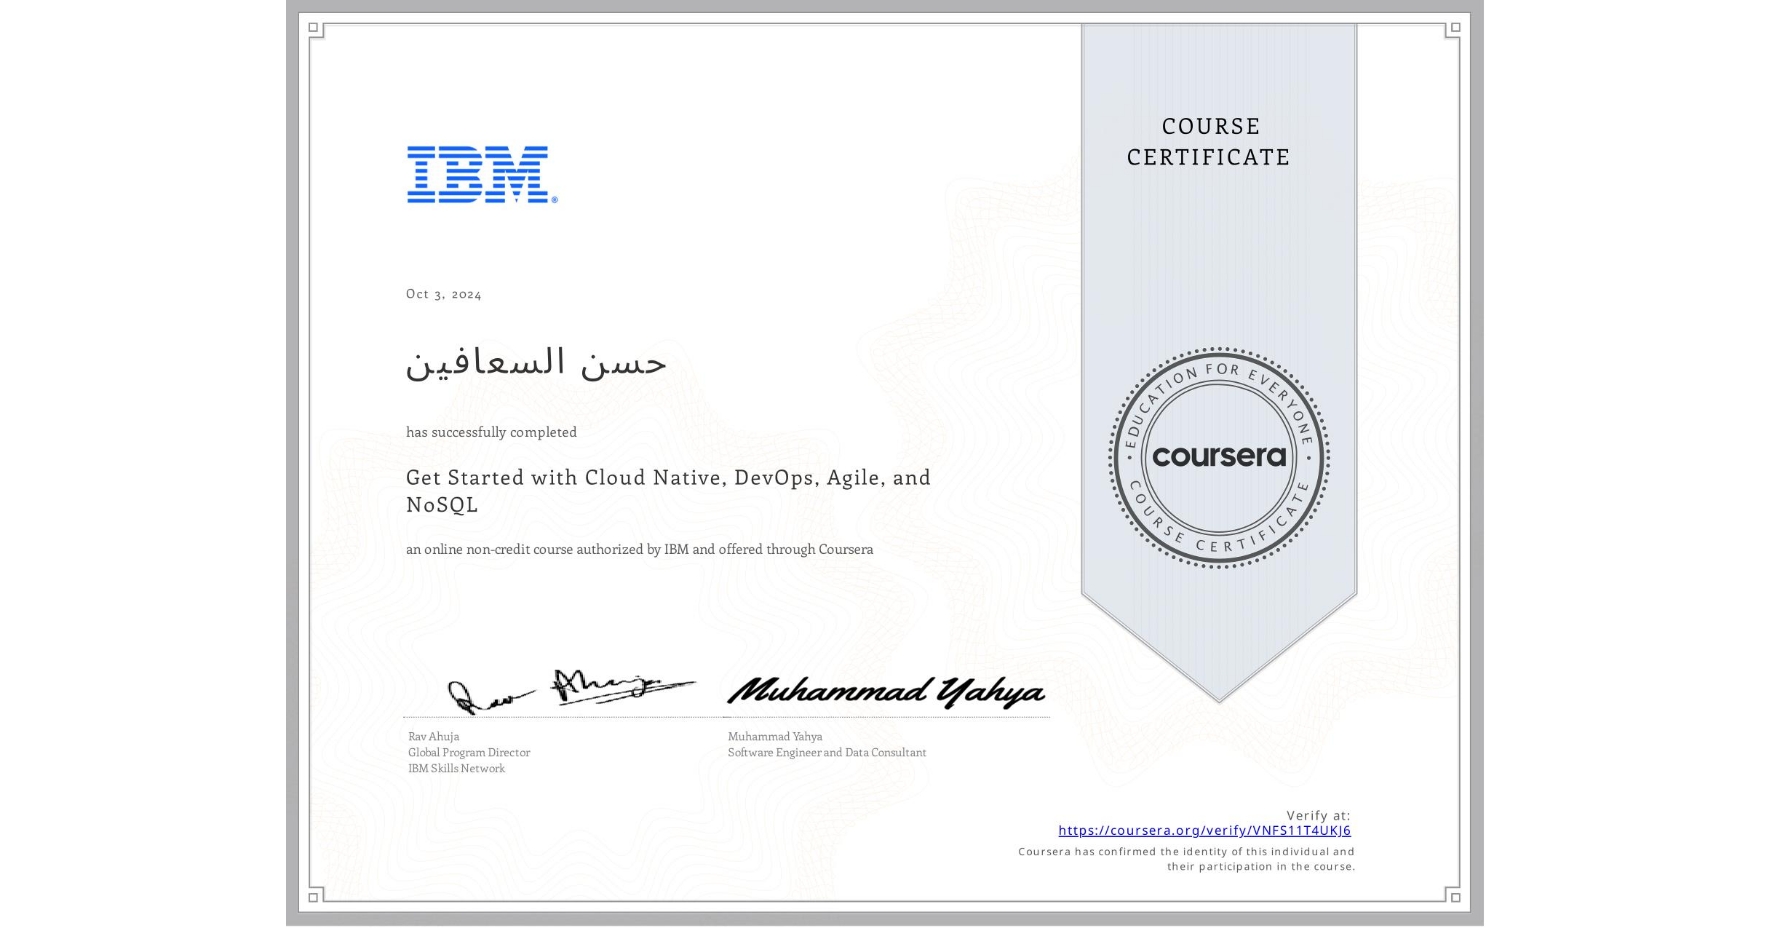 IBM®
Oct 3, 2024
حسن السعافين
has successfully completed
Get Started with Cloud Native, DevOps, Agile, and
NoSQL
an online non-credit course authorized by IBM and offered through Coursera
Rav Ahuja
Muhammad Yahya
Rav Ahuja
Global Program Director
IBM Skills Network
Muhammad Yahya
Software Engineer and Data Consultant
COURSE
CERTIFICATE
EDUCATION FOR EVERYONE
coursera
COURSE CERTIFICATE
Verify at:
https://coursera.org/verify/VNFS11T4UKJ6
Coursera has confirmed the identity of this individual and
their participation in the course.